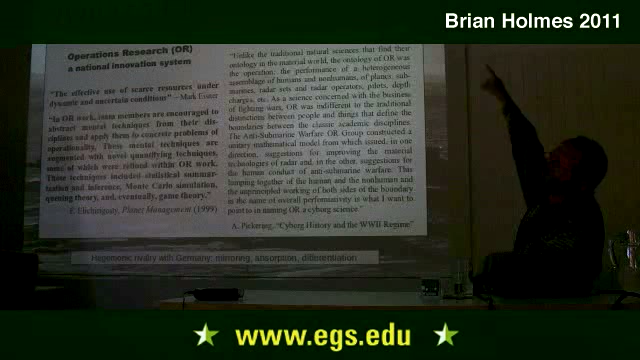 Brian Holmes 2011
Operations Research (OR)
a national innovation system
"The effective use of scarce resources under
dynamic and uncertain conditions" – Mark Eisner
"In OR work, team members are encouraged to
abstract mental techniques from their dis-
ciplines and apply them to concrete problems of
operationality. These mental techniques are
augmented with novel quantifying techniques,
some of which were refined within OR work.
These techniques included statistical summar-
ization and inference, Monte Carlo simulation,
queuing theory, and, eventually, game theory."
F. Elichirigoity, Planet Management (1999)
"Unlike the traditional natural sciences that find their
ontology in the material world, the ontology of OR was
the operation, the performance of a heterogeneous
assemblage of humans and nonhumans, of planes, sub-
marines, radar sets and radar operators, pilots, depth
charges, etc. As a science concerned with the business
of fighting wars, OR was indifferent to the traditional
distinctions between people and things that define the
boundaries between the classic academic disciplines.
The Anti-Submarine Warfare OR Group constructed a
unitary mathematical model from which issued, in one
direction, suggestions for improving the material
technologies of radar and, in the other, suggestions for
the human conduct of anti-submarine warfare. This
lumping together of the human and the nonhuman and
the unprincipled working of both sides of the boundary
in the name of overall performativity is what I want to
point to in naming OR a cyborg science."
A. Pickering, "Cyborg History and the WWII Regime"
Hegemonic rivalry with Germany: mirroring, absorption, differentiation
www.egs.edu